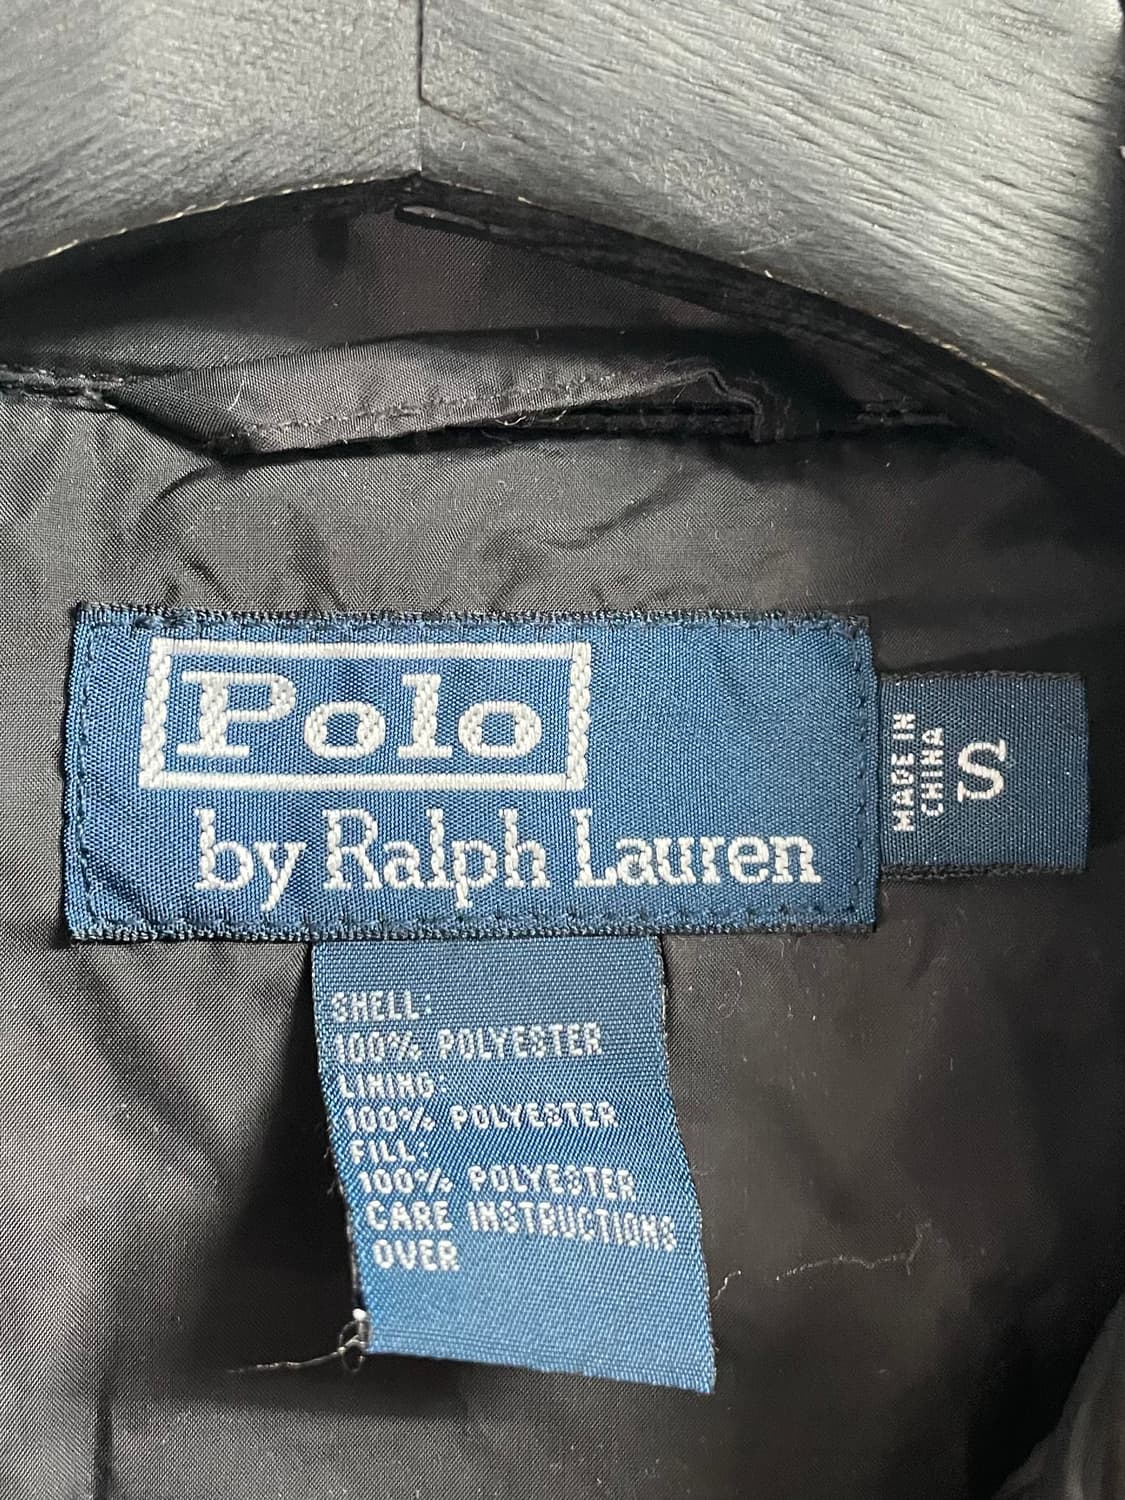 Polo
by Ralph Lauren
MADE IN
CHINA
S
SHELL:
100% POLYESTER
LINING:
100% POLYESTER
FILL:
100% POLYESTER
CARE INSTRUCTIONS
OVER